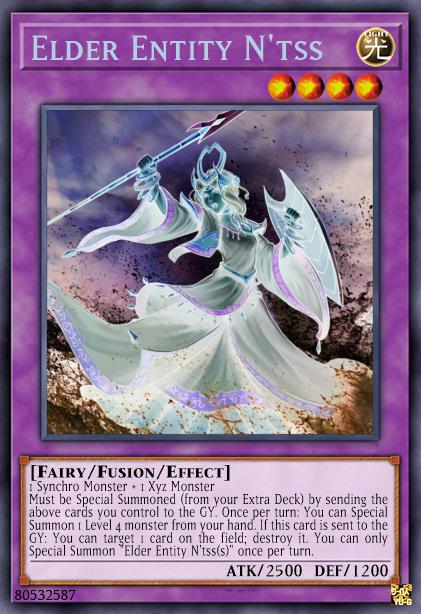 Elder Entity N'tss
LIGHT
光
[Fairy/Fusion/Effect]
1 Synchro Monster + 1 Xyz Monster
Must be Special Summoned (from your Extra Deck) by sending the
above cards you control to the GY. Once per turn: You can Special
Summon 1 Level 4 monster from your hand. If this card is sent to the
GY: You can target 1 card on the field; destroy it. You can only
Special Summon "Elder Entity N'tss(s)" once per turn.
ATK/2500 DEF/1200
80532587